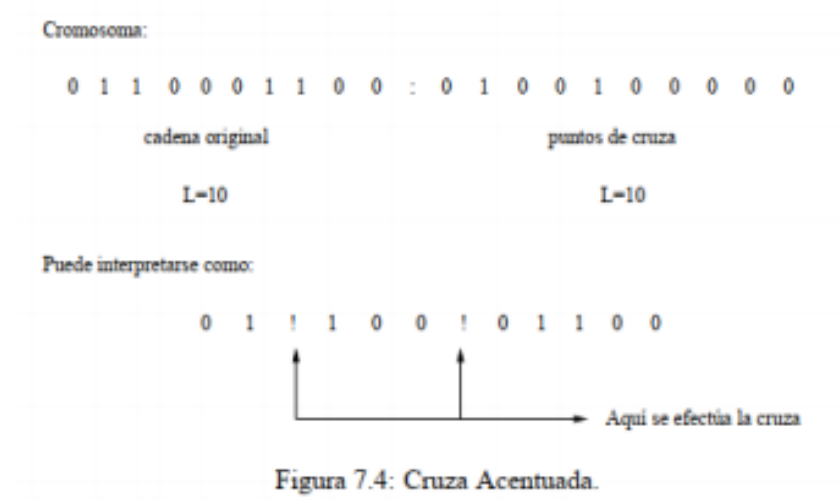 Cromosoma:
0 1 1 0 0 0 1 1 0 0 : 0 1 0 0 1 0 0 0 0 0
cadena original puntos de cruza
L=10 L=10
Puede interpretarse como:
0 1 ! 1 0 0 ! 0 1 1 0 0
Aquí se efectúa la cruza
Figura 7.4: Cruza Acentuada.